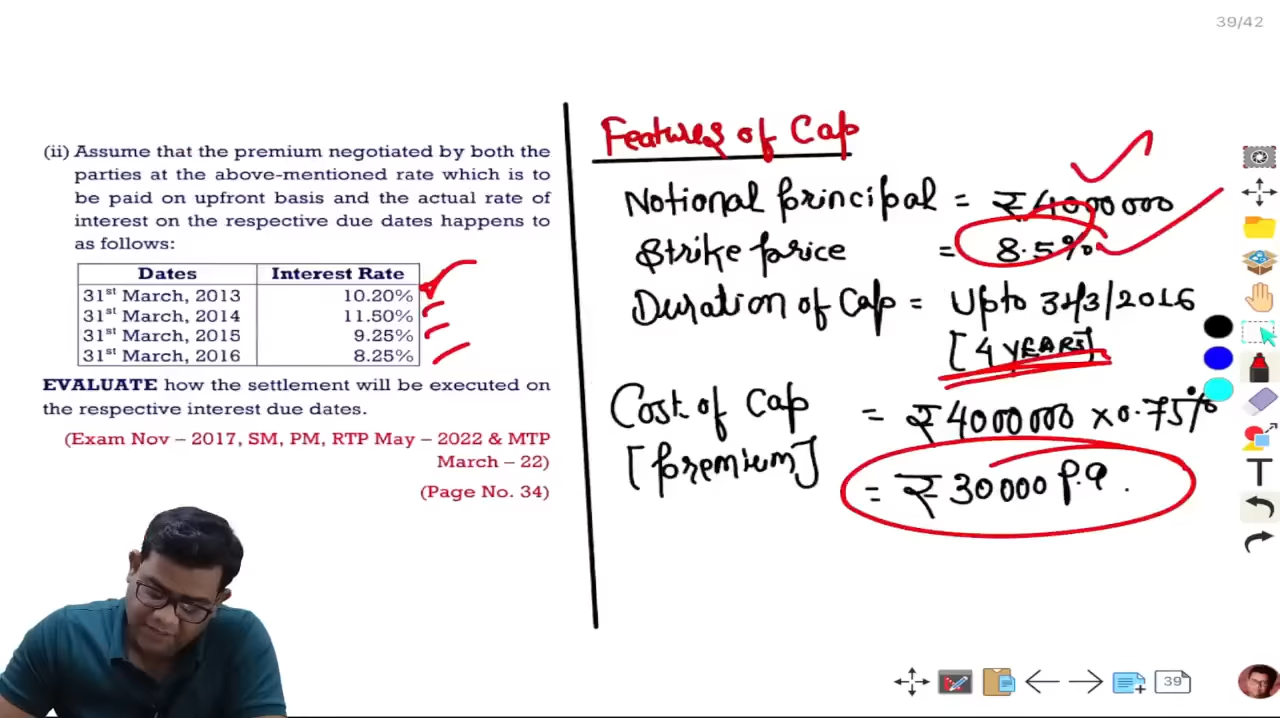 39/42
(ii) Assume that the premium negotiated by both the
parties at the above-mentioned rate which is to
be paid on upfront basis and the actual rate of
interest on the respective due dates happens to
as follows:
Dates Interest Rate
31st March, 2013 10.20%
31st March, 2014 11.50%
31st March, 2015 9.25%
31st March, 2016 8.25%
EVALUATE how the settlement will be executed on
the respective interest due dates.
(Exam Nov – 2017, SM, PM, RTP May – 2022 & MTP
March – 22)
(Page No. 34)
Features of Cap
Notional principal = ₹4000000
Strike price = 8.5%
Duration of Cap = Upto 31/3/2016
[4 YEARS]
Cost of Cap = ₹4000000 x 0.75%
[premium]
= ₹30000 p.a.
T
39